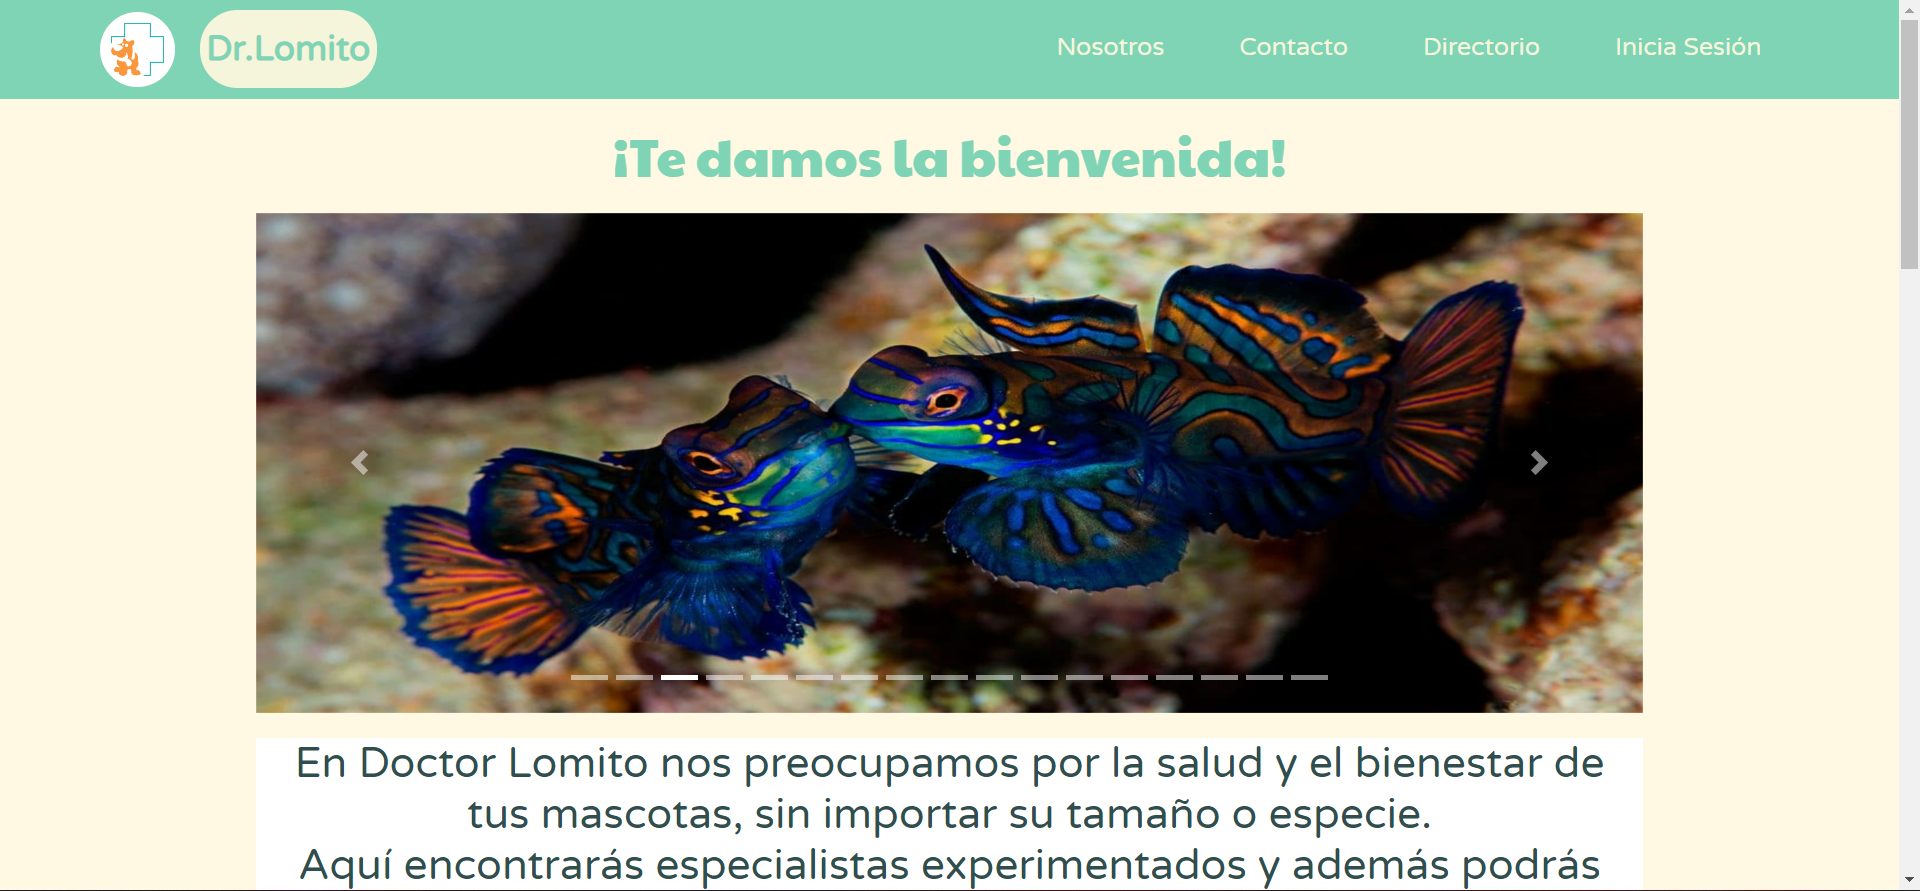 Dr.Lomito
Nosotros
Contacto
Directorio
Inicia Sesión
¡Te damos la bienvenida!
En Doctor Lomito nos preocupamos por la salud y el bienestar de
tus mascotas, sin importar su tamaño o especie.
Aquí encontrarás especialistas experimentados y además podrás